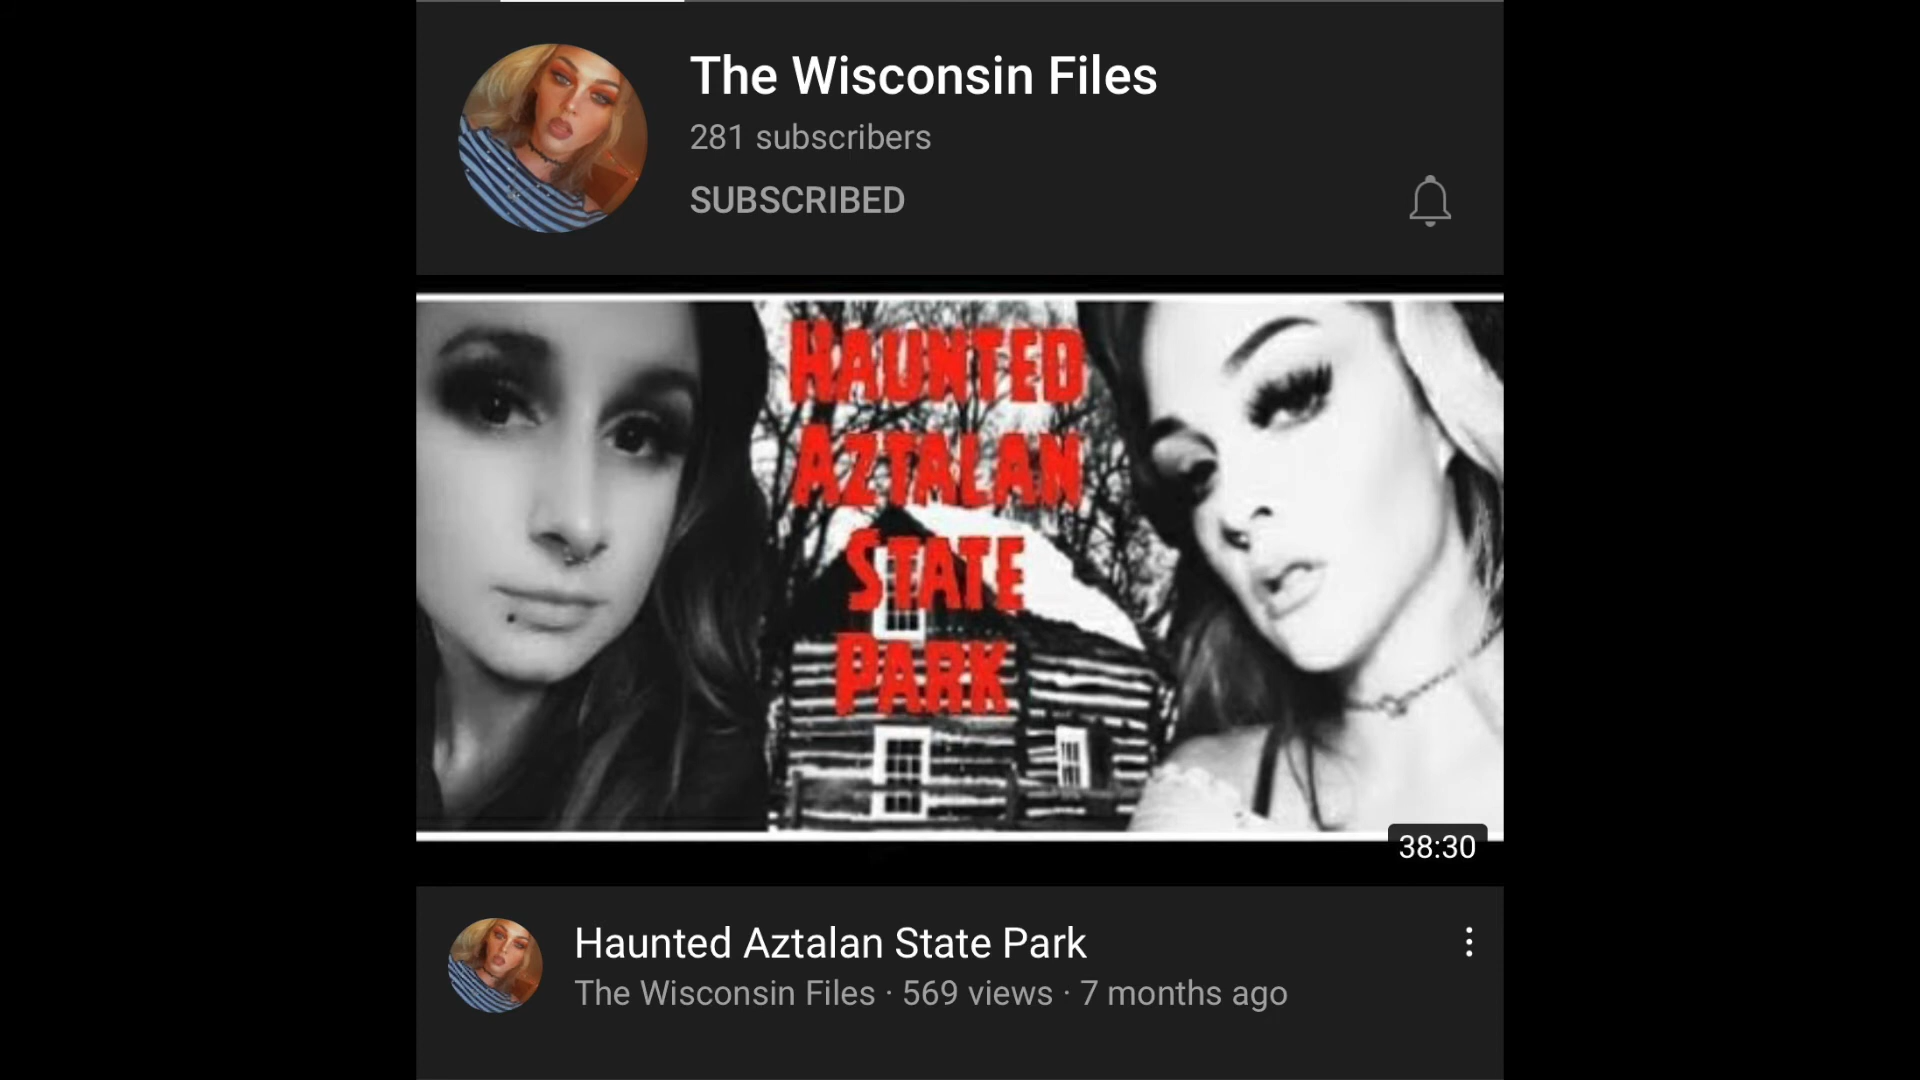 The Wisconsin Files
281 subscribers
SUBSCRIBED
HAUNTED
AZTALAN
STATE
PARK
38:30
Haunted Aztalan State Park
The Wisconsin Files · 569 views · 7 months ago